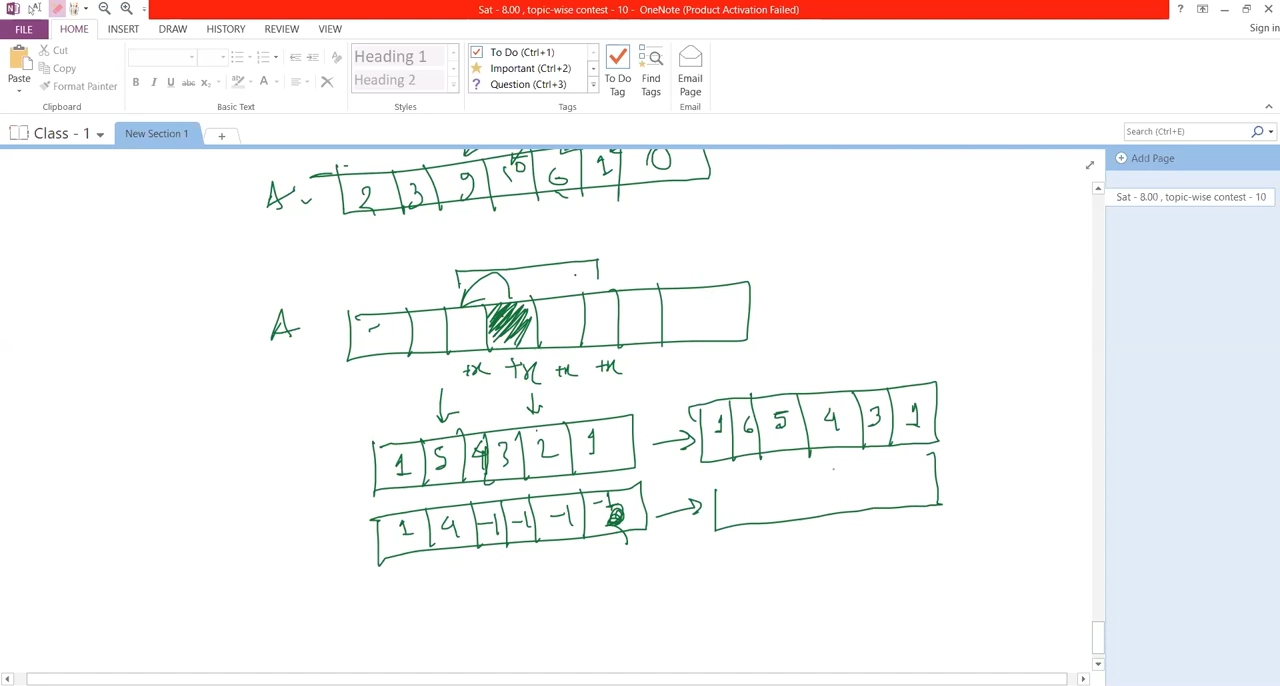 Sat - 8.00 , topic-wise contest - 10 - OneNote (Product Activation Failed)
FILE HOME INSERT DRAW HISTORY REVIEW VIEW Sign in
Paste Cut Copy Format Painter
Clipboard
B I U abc X₂ A
Basic Text
Heading 1
Heading 2
Styles
To Do (Ctrl+1)
Important (Ctrl+2)
Question (Ctrl+3)
Tags
To Do Tag
Find Tags
Email Page
Email
Class - 1 New Section 1 Search (Ctrl+E)
Add Page
Sat - 8.00 , topic-wise contest - 10
A 2 3 9 10 6 1 10
A
+x +x +x +x
1 5 4 3 2 1 → 1 6 5 4 3 1
1 4 -1 -1 -1 -1 →